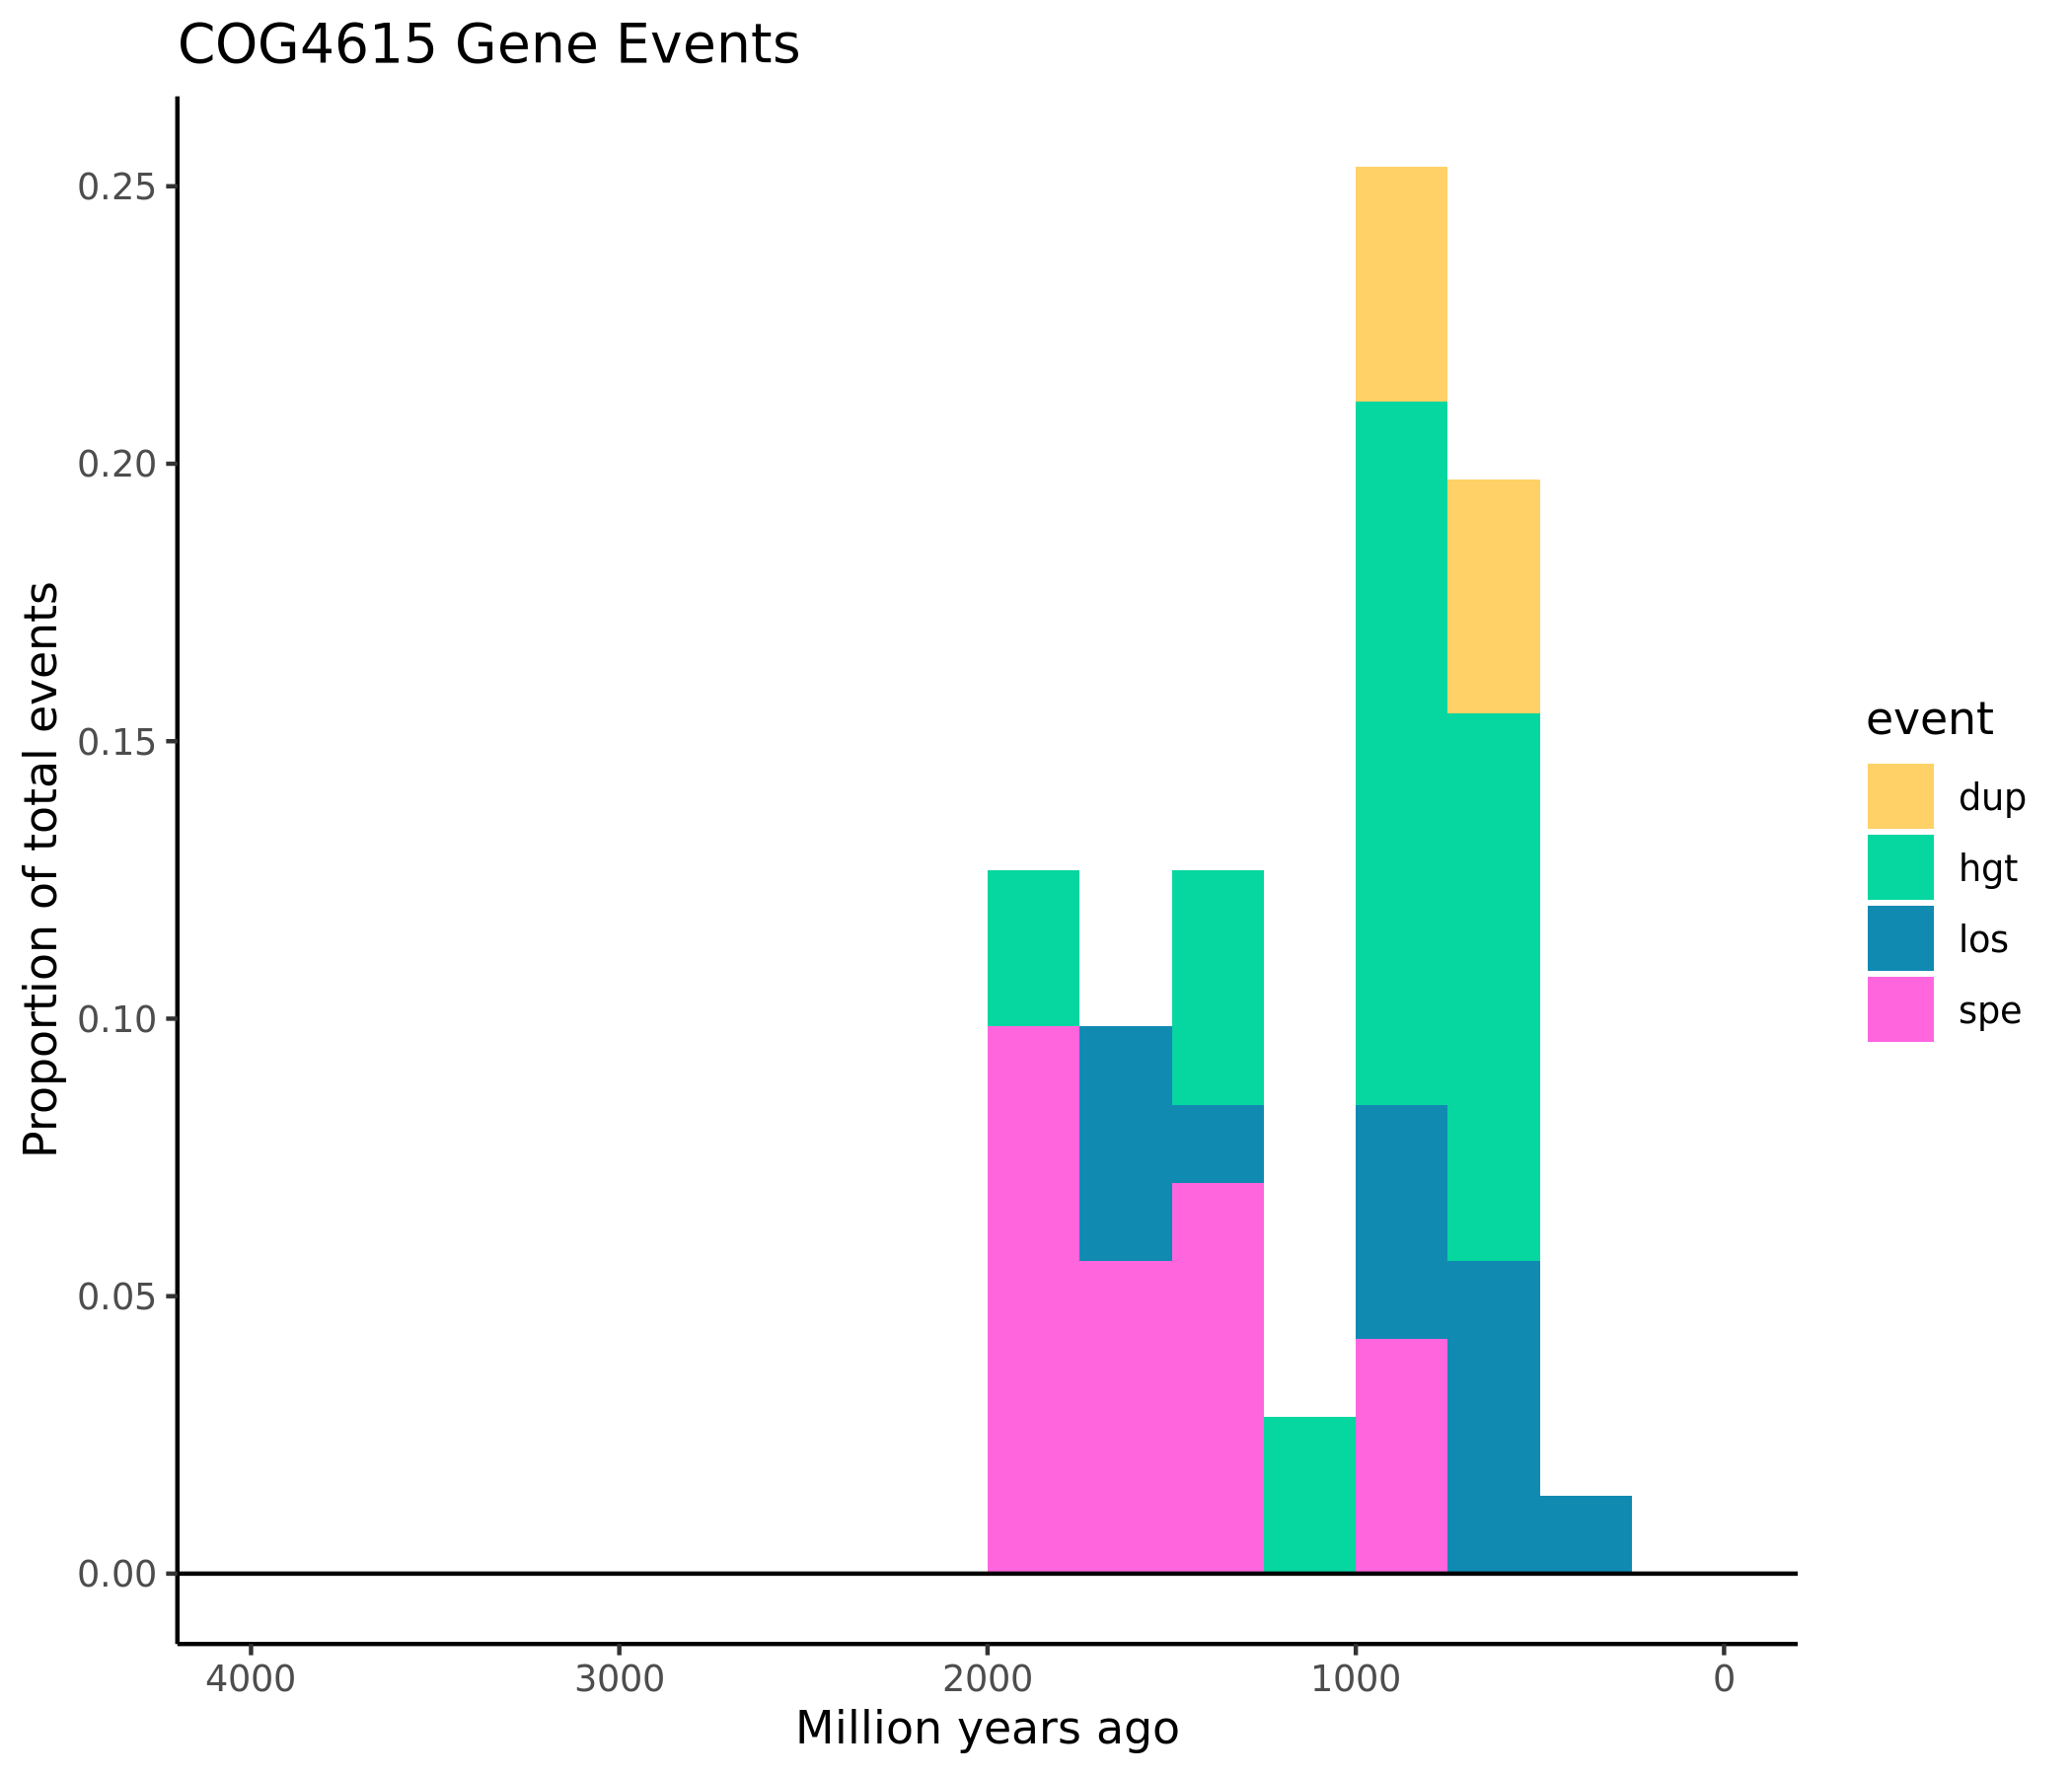 COG4615 Gene Events
Proportion of total events
0.25
0.20
0.15
0.10
0.05
0.00
4000 3000 2000 1000 0
Million years ago
event
dup
hgt
los
spe